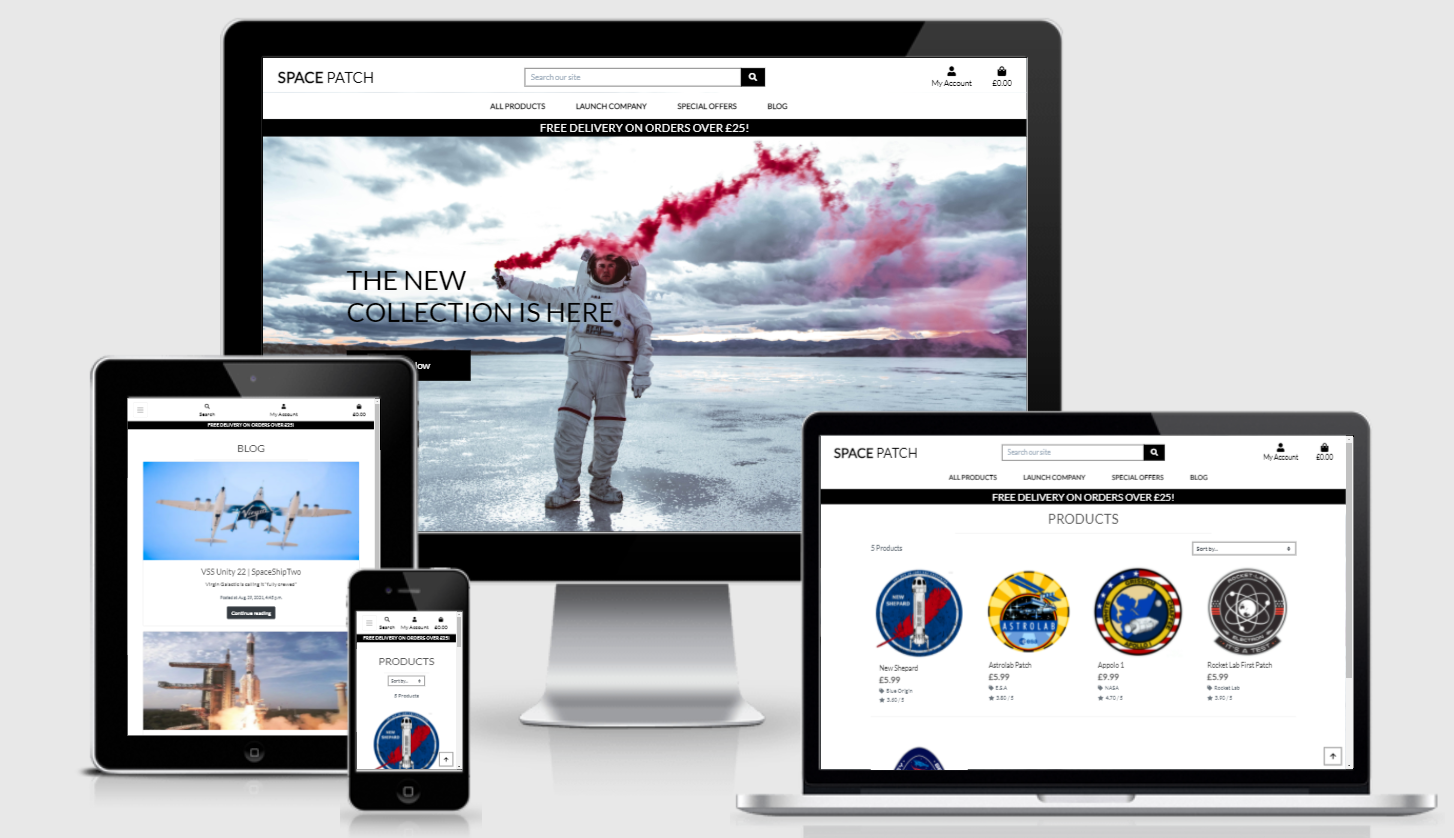 SPACE PATCH
Search our site
My Account
£0.00
ALL PRODUCTS LAUNCH COMPANY SPECIAL OFFERS BLOG
FREE DELIVERY ON ORDERS OVER £25!
THE NEW
COLLECTION IS HERE
Search
My Account
£0.00
FREE DELIVERY ON ORDERS OVER £25!
BLOG
Virgin
VSS Unity 22 | SpaceShipTwo
Virgin Galactic is calling it "fully crewed"
Posted at Aug 29, 2021, 4:40 p.m.
Continue reading
Search
My Account
£0.00
FREE DELIVERY ON ORDERS OVER £25!
PRODUCTS
Sort by...
5 Products
NEW
SHEPARD
SPACE PATCH
Search our site
My Account
£0.00
ALL PRODUCTS LAUNCH COMPANY SPECIAL OFFERS BLOG
FREE DELIVERY ON ORDERS OVER £25!
PRODUCTS
5 Products
Sort by...
NEW
SHEPARD
ASTROLAB
esa
APOLLO 1
ROCKET LAB
ELECTRON
IT'S A TEST
New Shepard
£5.99
Blue Origin
3.60 / 5
Astrolab Patch
£5.99
E.S.A
3.80 / 5
Appolo 1
£9.99
NASA
4.70 / 5
Rocket Lab First Patch
£5.99
Rocket Lab
3.90 / 5